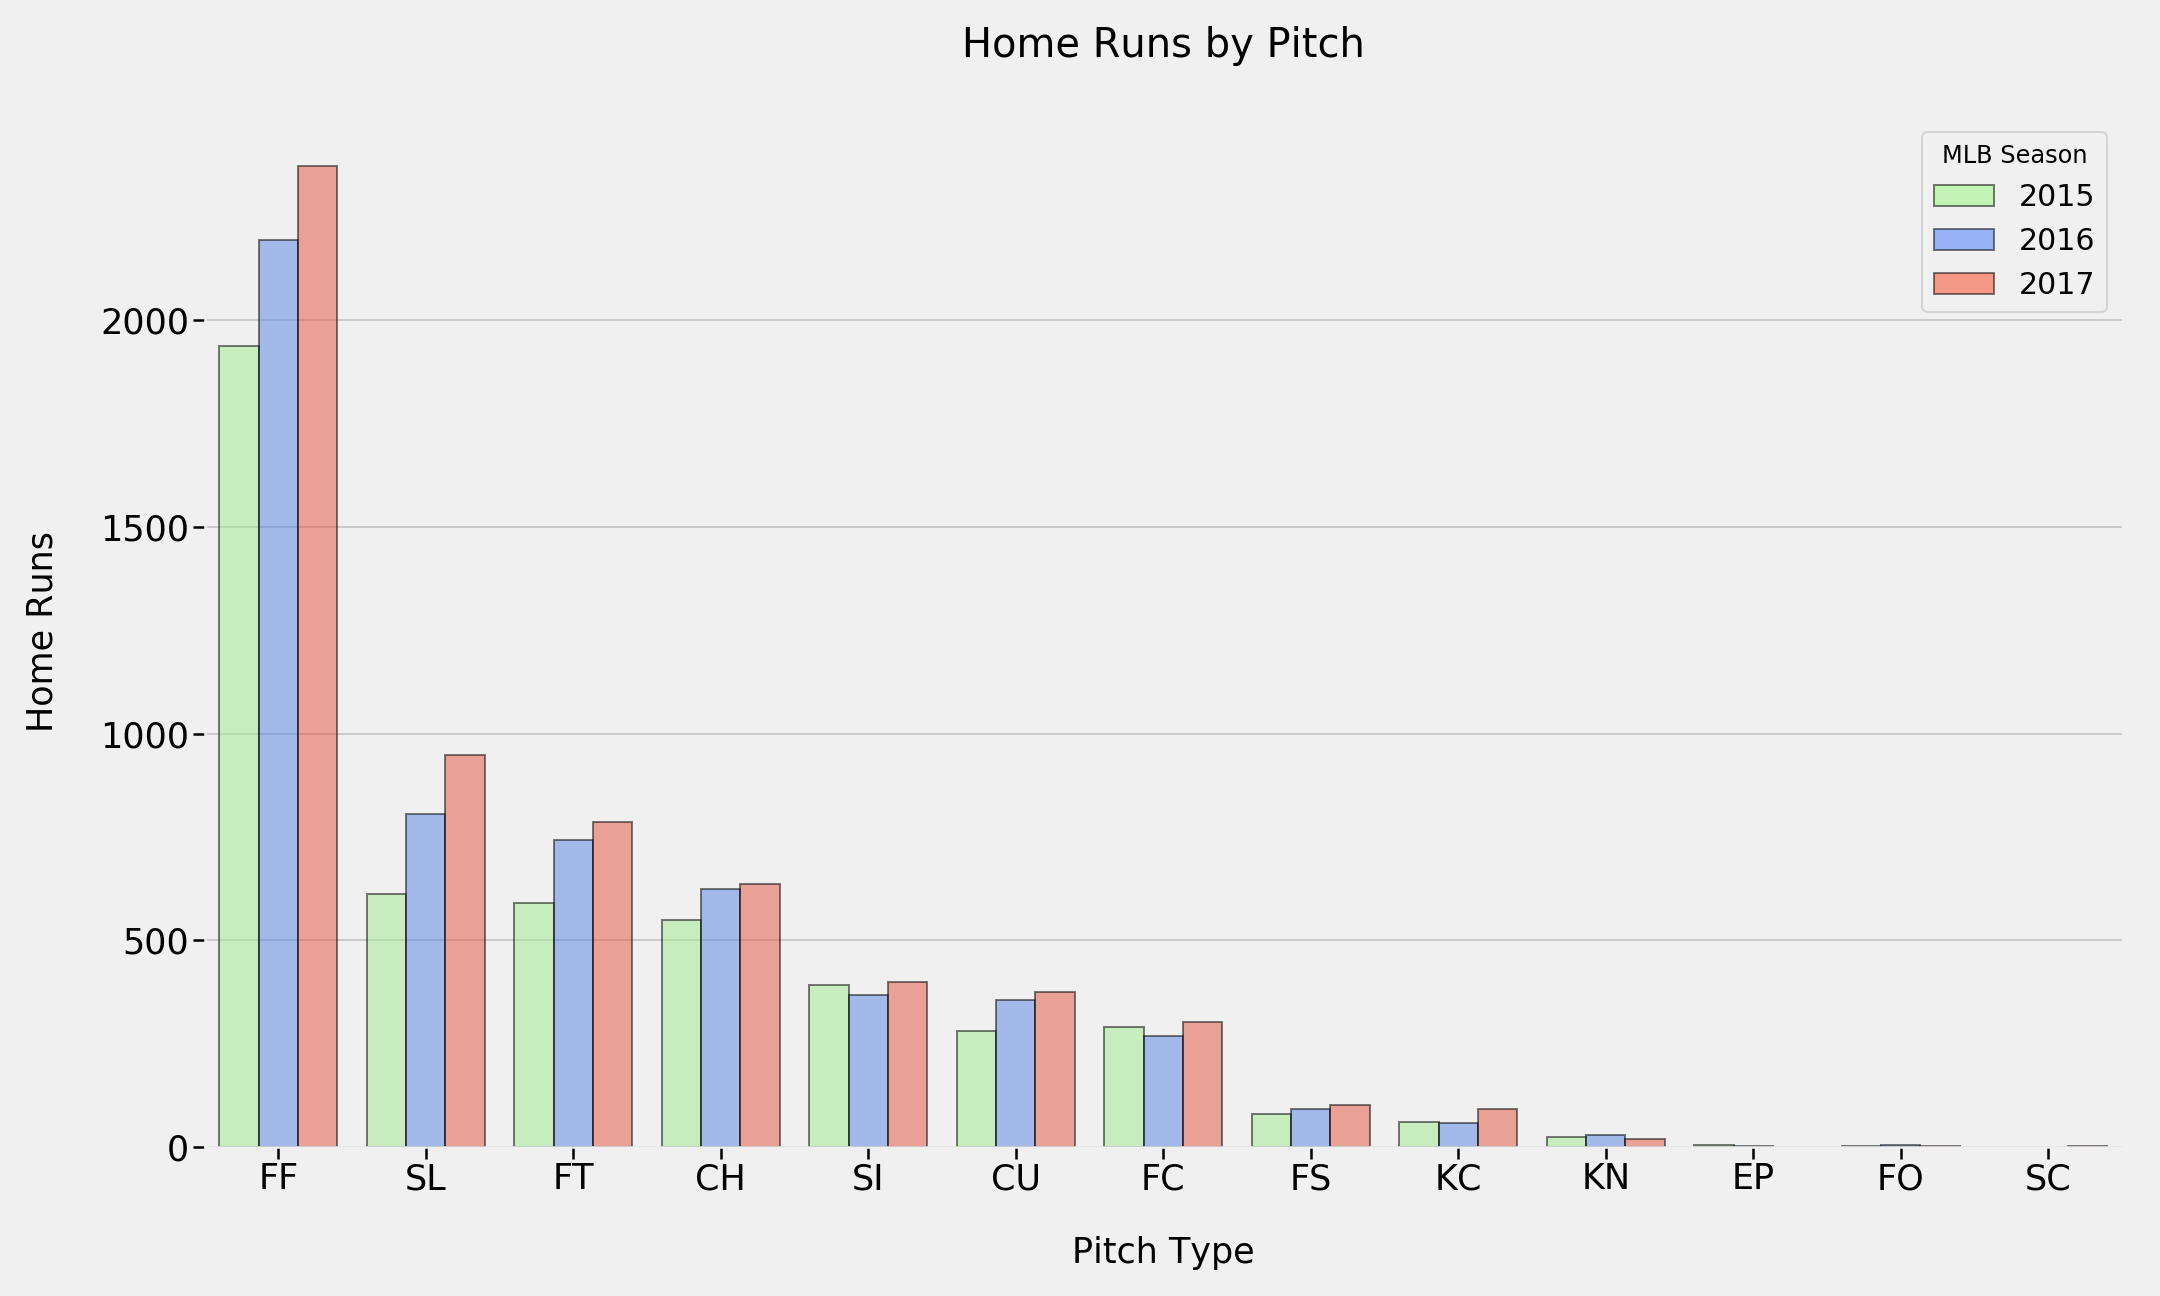 Home Runs by Pitch
MLB Season
2015
2016
2017
Home Runs
2000
1500
1000
500
0
FF SL FT CH SI CU FC FS KC KN EP FO SC
Pitch Type